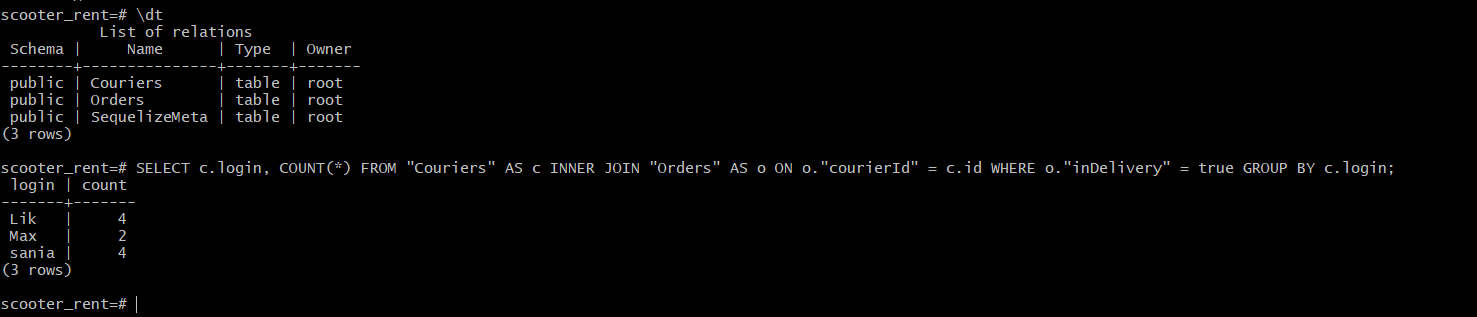 scooter_rent=# \dt
            List of relations
 Schema |     Name      | Type  | Owner
--------+---------------+-------+-------
 public | Couriers      | table | root
 public | Orders        | table | root
 public | SequelizeMeta | table | root
(3 rows)

scooter_rent=# SELECT c.login, COUNT(*) FROM "Couriers" AS c INNER JOIN "Orders" AS o ON o."courierId" = c.id WHERE o."inDelivery" = true GROUP BY c.login;
 login | count
-------+-------
 Lik   |     4
 Max   |     2
 sania |     4
(3 rows)

scooter_rent=#